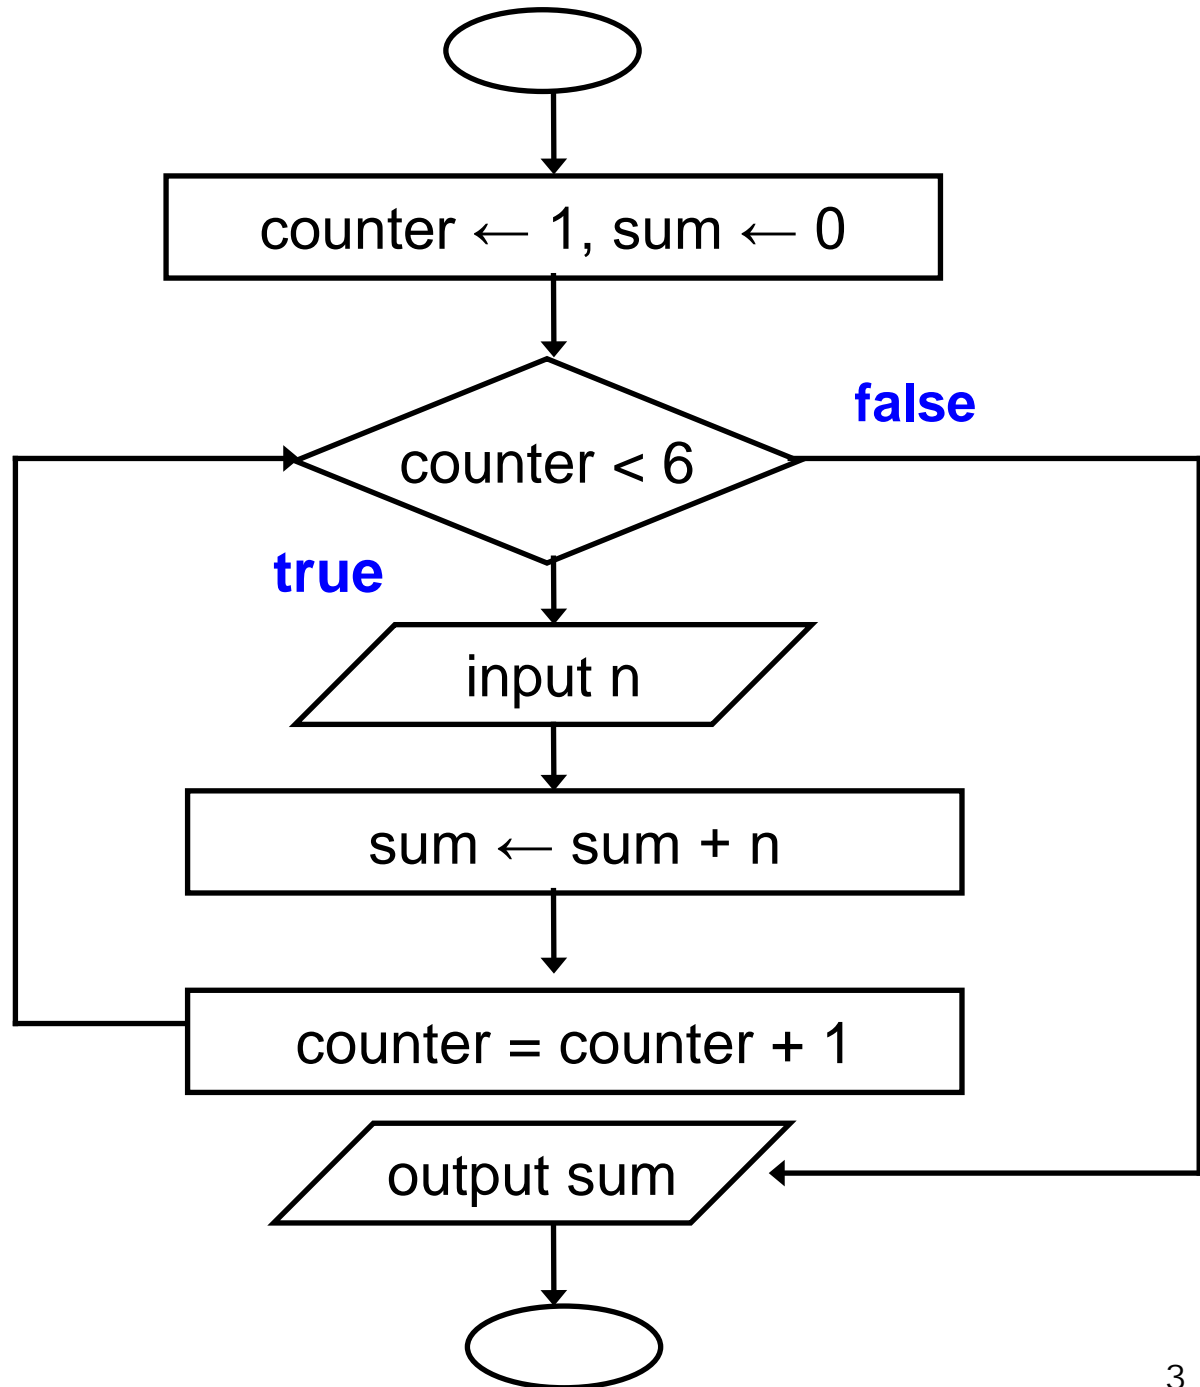 counter ← 1, sum ← 0
false
counter < 6
true
input n
sum ← sum + n
counter = counter + 1
output sum
3